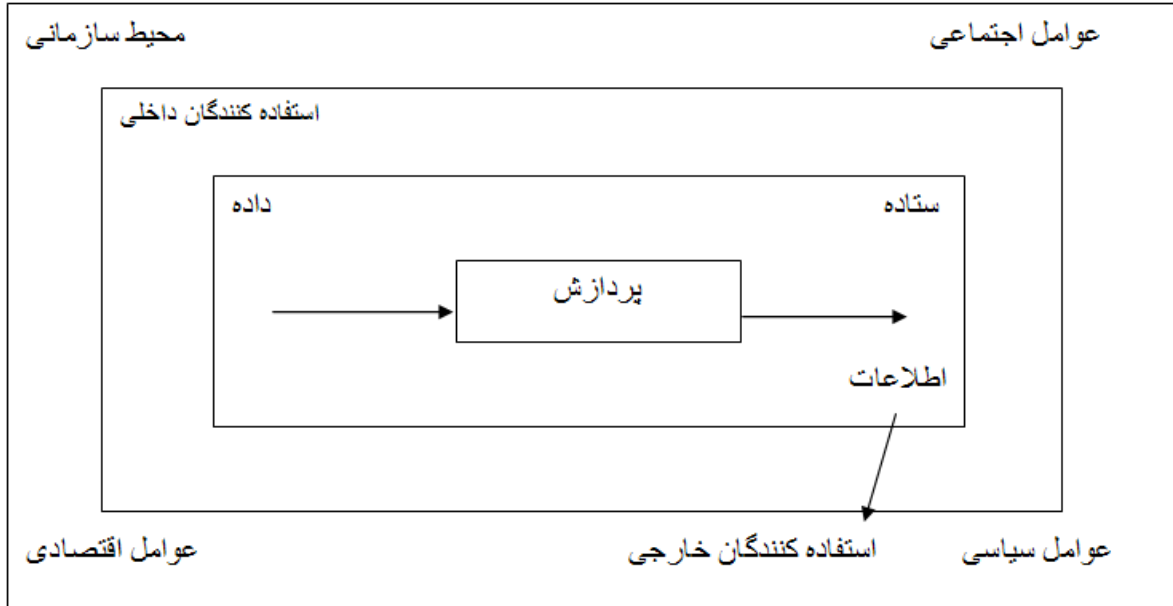 عوامل اجتماعی
محیط سازمانی
استفاده کنندگان داخلی
ستاده
داده
پردازش
اطلاعات
عوامل سیاسی
استفاده کنندگان خارجی
عوامل اقتصادی